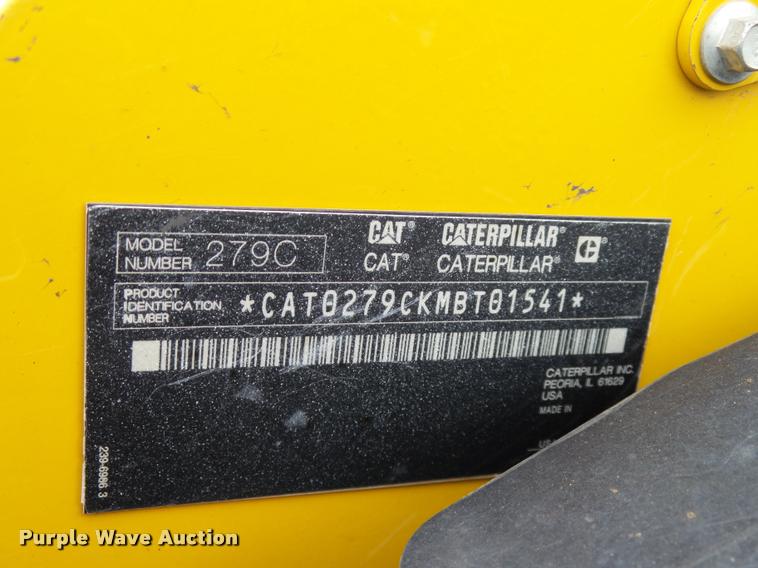 MODEL NUMBER 279C
CAT® CATERPILLAR®
CAT® CATERPILLAR®
PRODUCT IDENTIFICATION NUMBER *CAT0279CKMBT01541*
CATERPILLAR INC.
PEORIA, IL 61629
USA
MADE IN
239-6986 3
Purple Wave Auction